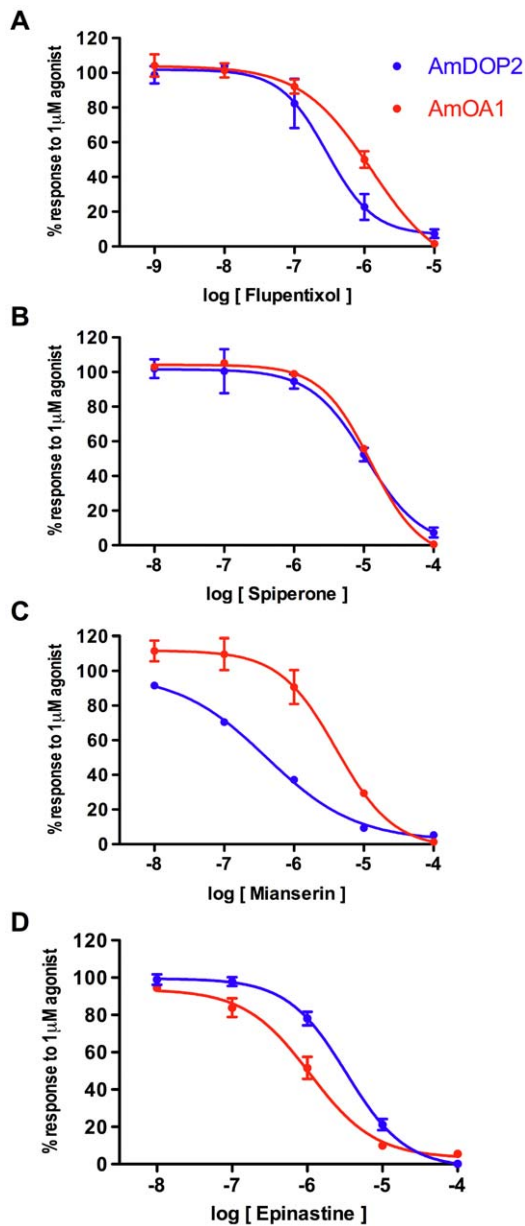 A
% response to 1µM agonist
120
100
80
60
40
20
0
-9 -8 -7 -6 -5
log [ Flupentixol ]
AmDOP2
AmOA1
B
% response to 1µM agonist
120
100
80
60
40
20
0
-8 -7 -6 -5 -4
log [ Spiperone ]
C
% response to 1µM agonist
120
100
80
60
40
20
0
-8 -7 -6 -5 -4
log [ Mianserin ]
D
% response to 1µM agonist
120
100
80
60
40
20
0
-8 -7 -6 -5 -4
log [ Epinastine ]